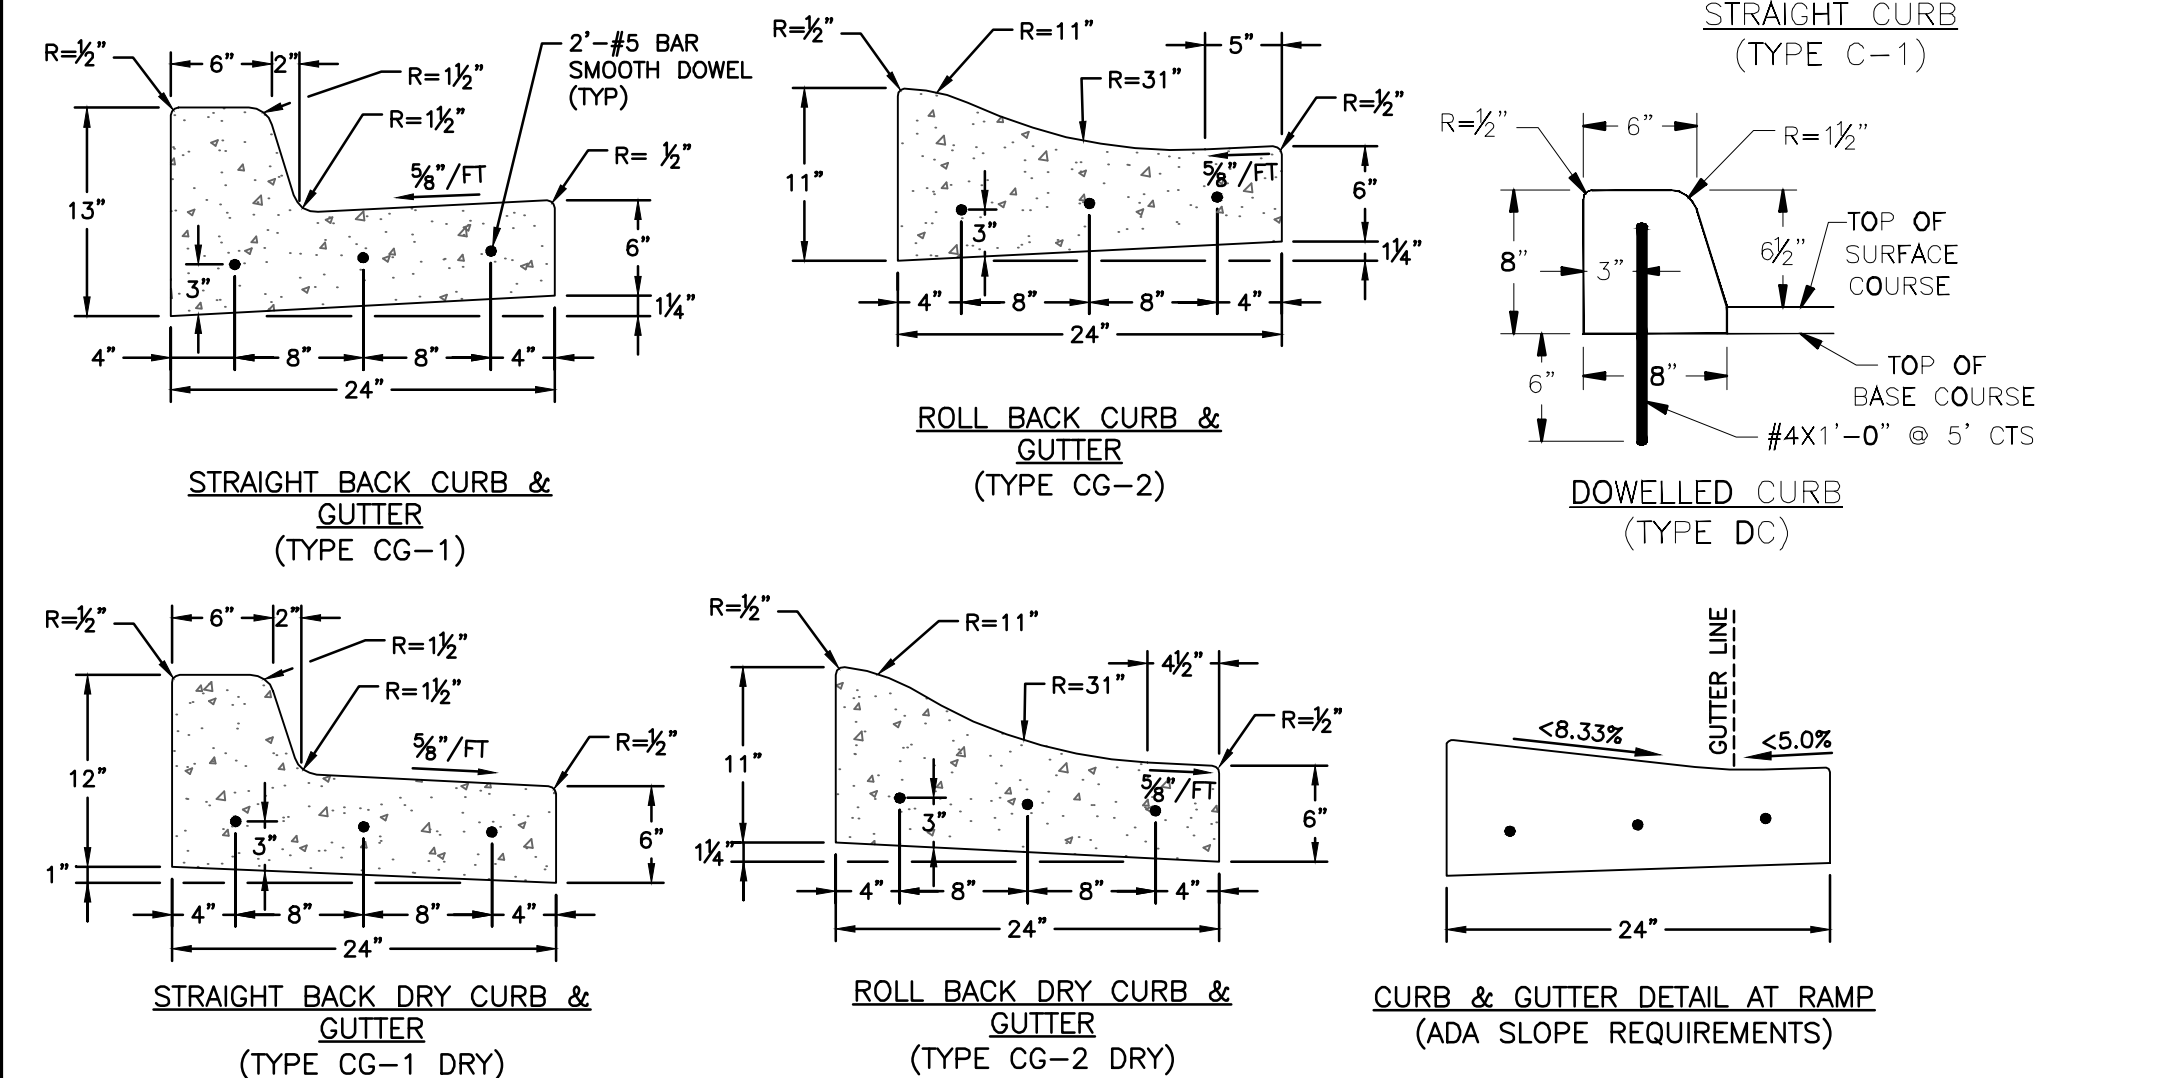 R=½"
6"
2"
R=1½"
R=1½"
2'-#5 BAR
SMOOTH DOWEL
(TYP)
R= ½"
⅝"/FT
13"
3"
6"
1¼"
4"
8"
8"
4"
24"
STRAIGHT BACK CURB &
GUTTER
(TYPE CG-1)
R=½"
R=11"
R=31"
5"
R=½"
⅝"/FT
11"
3"
6"
1¼"
4"
8"
8"
4"
24"
ROLL BACK CURB &
GUTTER
(TYPE CG-2)
STRAIGHT CURB
(TYPE C-1)
R=½"
6"
R=1½"
8"
3"
6½"
TOP OF
SURFACE
COURSE
6"
8"
TOP OF
BASE COURSE
#4X1'-0" @ 5' CTS
DOWELLED CURB
(TYPE DC)
R=½"
6"
2"
R=1½"
R=1½"
R=½"
⅝"/FT
12"
3"
6"
1"
4"
8"
8"
4"
24"
STRAIGHT BACK DRY CURB &
GUTTER
(TYPE CG-1 DRY)
R=½"
R=11"
R=31"
4½"
R=½"
⅝"/FT
11"
3"
6"
1¼"
4"
8"
8"
4"
24"
ROLL BACK DRY CURB &
GUTTER
(TYPE CG-2 DRY)
GUTTER LINE
<8.33%
<5.0%
24"
CURB & GUTTER DETAIL AT RAMP
(ADA SLOPE REQUIREMENTS)